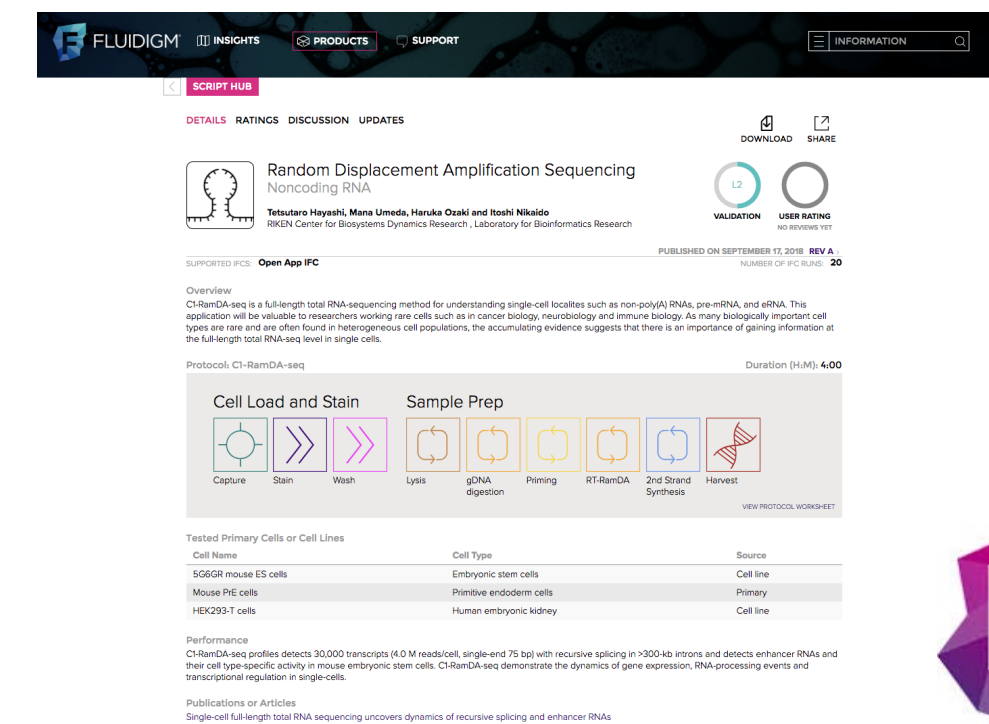 FLUIDIGM INSIGHTS PRODUCTS SUPPORT INFORMATION
SCRIPT HUB
DETAILS RATINGS DISCUSSION UPDATES
DOWNLOAD SHARE
Random Displacement Amplification Sequencing
Noncoding RNA
Tetsutaro Hayashi, Mana Umeda, Haruka Ozaki and Itoshi Nikaido
RIKEN Center for Biosystems Dynamics Research , Laboratory for Bioinformatics Research
L2
VALIDATION USER RATING
NO REVIEWS YET
PUBLISHED ON SEPTEMBER 17, 2018 REV A
SUPPORTED IFCS: Open App IFC NUMBER OF IFC RUNS: 20
Overview
C1-RamDA-seq is a full-length total RNA-sequencing method for understanding single-cell localites such as non-poly(A) RNAs, pre-mRNA, and eRNA. This
application will be valuable to researchers working rare cells such as in cancer biology, neurobiology and immune biology. As many biologically important cell
types are rare and are often found in heterogeneous cell populations, the accumulating evidence suggests that there is an importance of gaining information at
the full-length total RNA-seq level in single cells.
Protocol: C1-RamDA-seq Duration (H:M): 4:00
Cell Load and Stain Sample Prep
Capture Stain Wash Lysis gDNA digestion Priming RT-RamDA 2nd Strand Synthesis Harvest
VIEW PROTOCOL WORKSHEET
Tested Primary Cells or Cell Lines
Cell Name Cell Type Source
5G6GR mouse ES cells Embryonic stem cells Cell line
Mouse PrE cells Primitive endoderm cells Primary
HEK293-T cells Human embryonic kidney Cell line
Performance
C1-RamDA-seq profiles detects 30,000 transcripts (4.0 M reads/cell, single-end 75 bp) with recursive splicing in >300-kb introns and detects enhancer RNAs and
their cell type-specific activity in mouse embryonic stem cells. C1-RamDA-seq demonstrate the dynamics of gene expression, RNA-processing events and
transcriptional regulation in single-cells.
Publications or Articles
Single-cell full-length total RNA sequencing uncovers dynamics of recursive splicing and enhancer RNAs